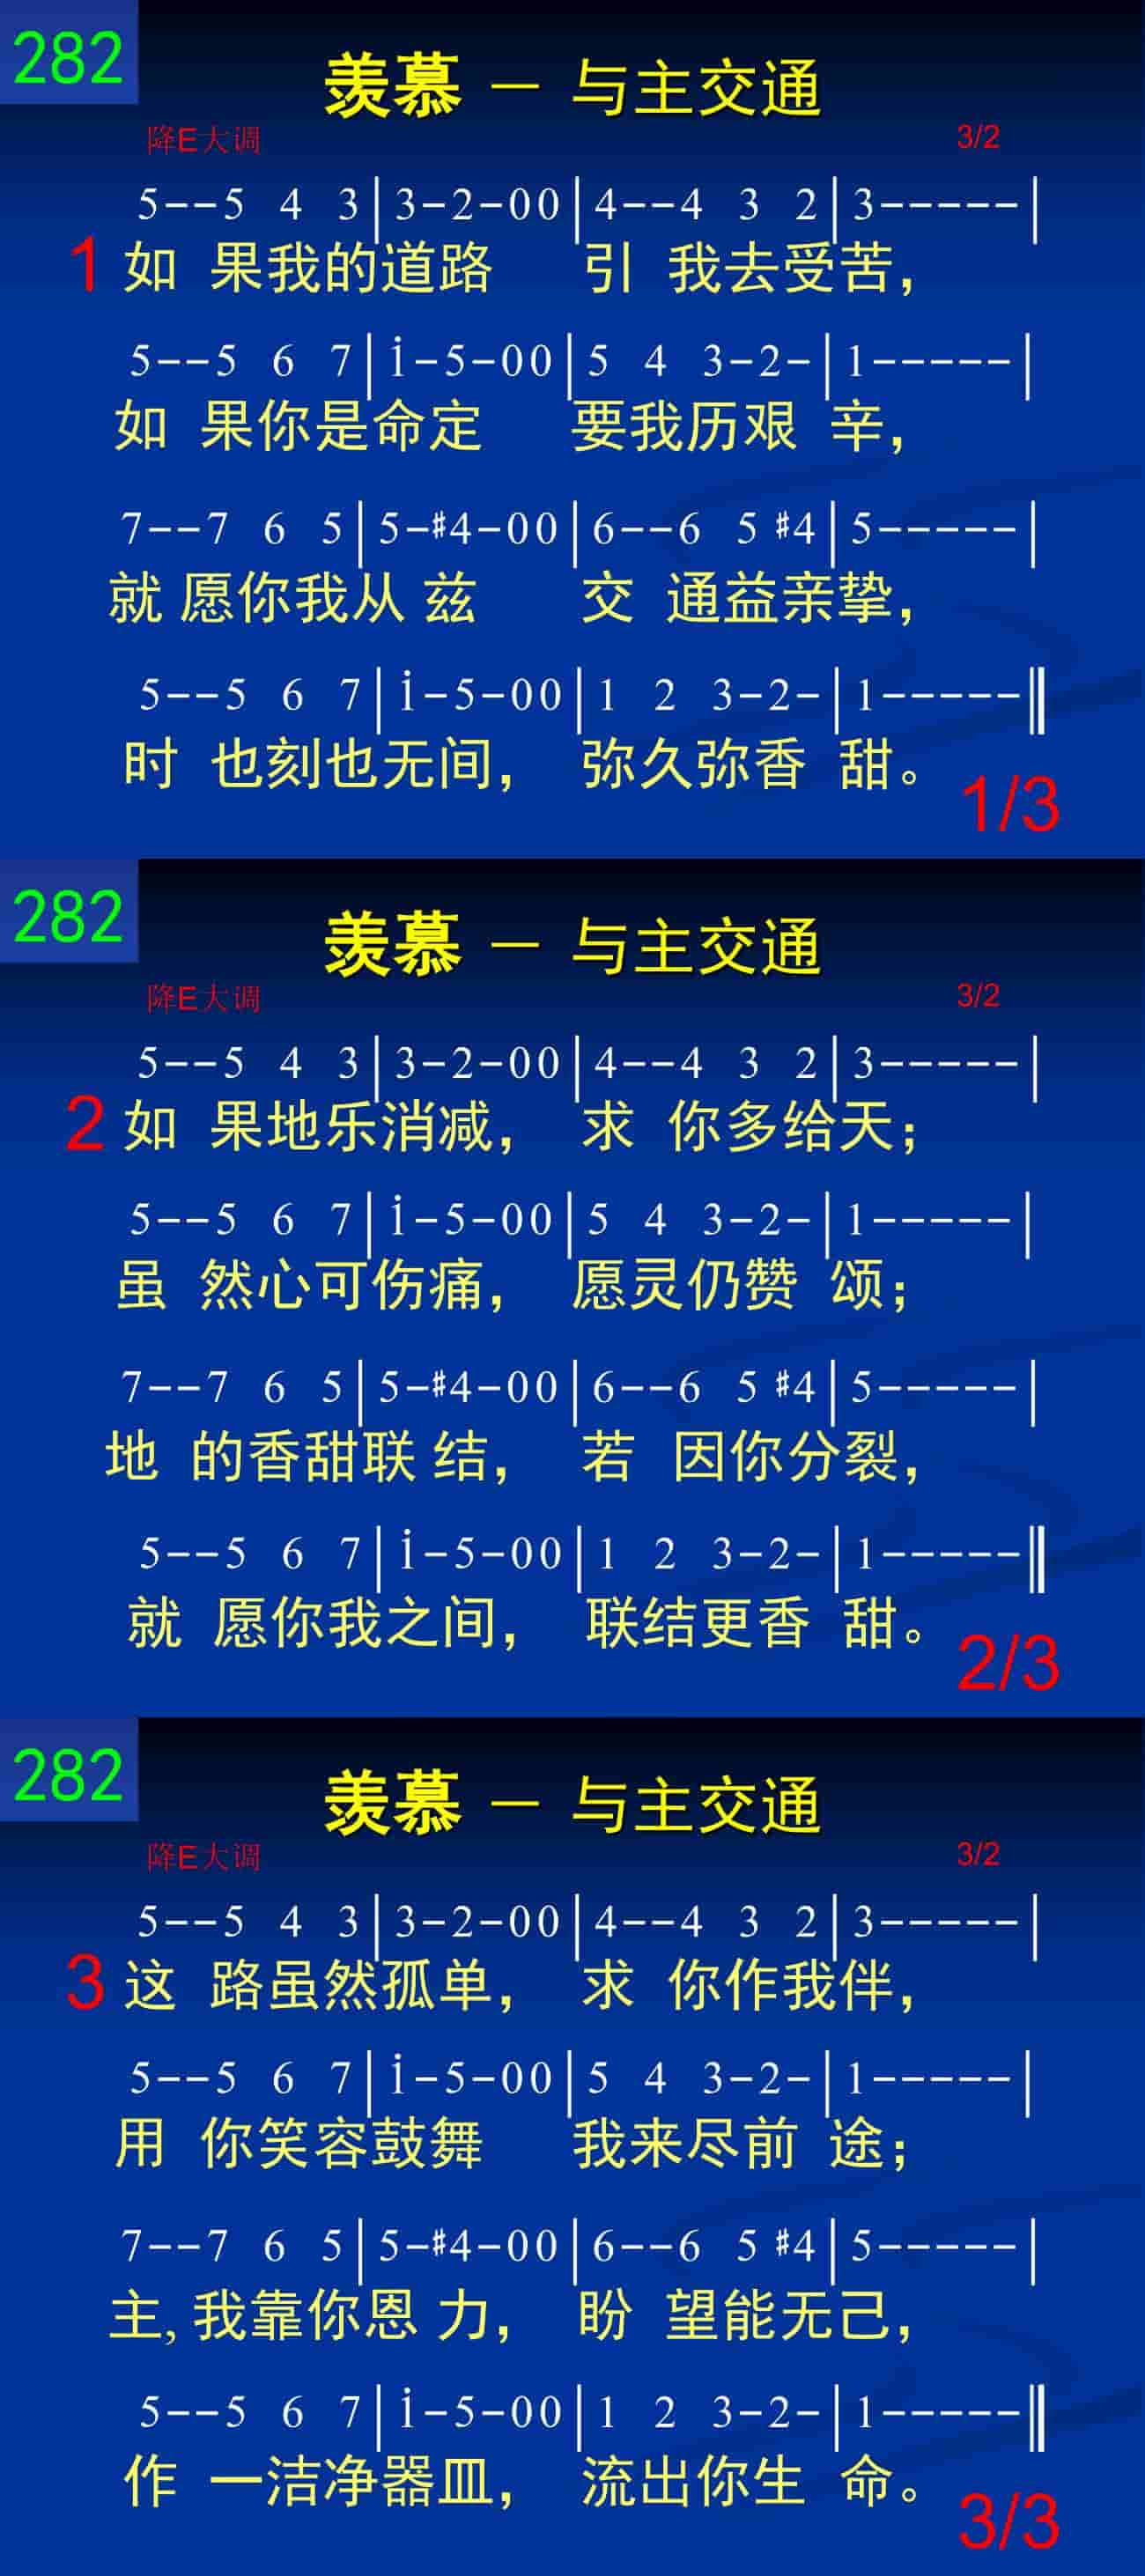 282
羡慕 — 与主交通
降E大调 3/2
5--5 4 3|3-2-00|4--4 3 2|3-----|
1 如 果我的道路 引 我去受苦，
5--5 6 7|i-5-00|5 4 3-2-|1-----|
如 果你是命定 要我历艰 辛，
7--7 6 5|5-#4-00|6--6 5 #4|5-----|
就 愿你我从 兹 交 通益亲挚，
5--5 6 7|i-5-00|1 2 3-2-|1-----‖
时 也刻也无间， 弥久弥香 甜。
1/3
282
羡慕 — 与主交通
降E大调 3/2
5--5 4 3|3-2-00|4--4 3 2|3-----|
2 如 果地乐消减， 求 你多给天；
5--5 6 7|i-5-00|5 4 3-2-|1-----|
虽 然心可伤痛， 愿灵仍赞 颂；
7--7 6 5|5-#4-00|6--6 5 #4|5-----|
地 的香甜联 结， 若 因你分裂，
5--5 6 7|i-5-00|1 2 3-2-|1-----‖
就 愿你我之间， 联结更香 甜。
2/3
282
羡慕 — 与主交通
降E大调 3/2
5--5 4 3|3-2-00|4--4 3 2|3-----|
3 这 路虽然孤单， 求 你作我伴，
5--5 6 7|i-5-00|5 4 3-2-|1-----|
用 你笑容鼓舞 我来尽前 途；
7--7 6 5|5-#4-00|6--6 5 #4|5-----|
主, 我靠你恩 力， 盼 望能无己，
5--5 6 7|i-5-00|1 2 3-2-|1-----‖
作 一洁净器皿， 流出你生 命。
3/3